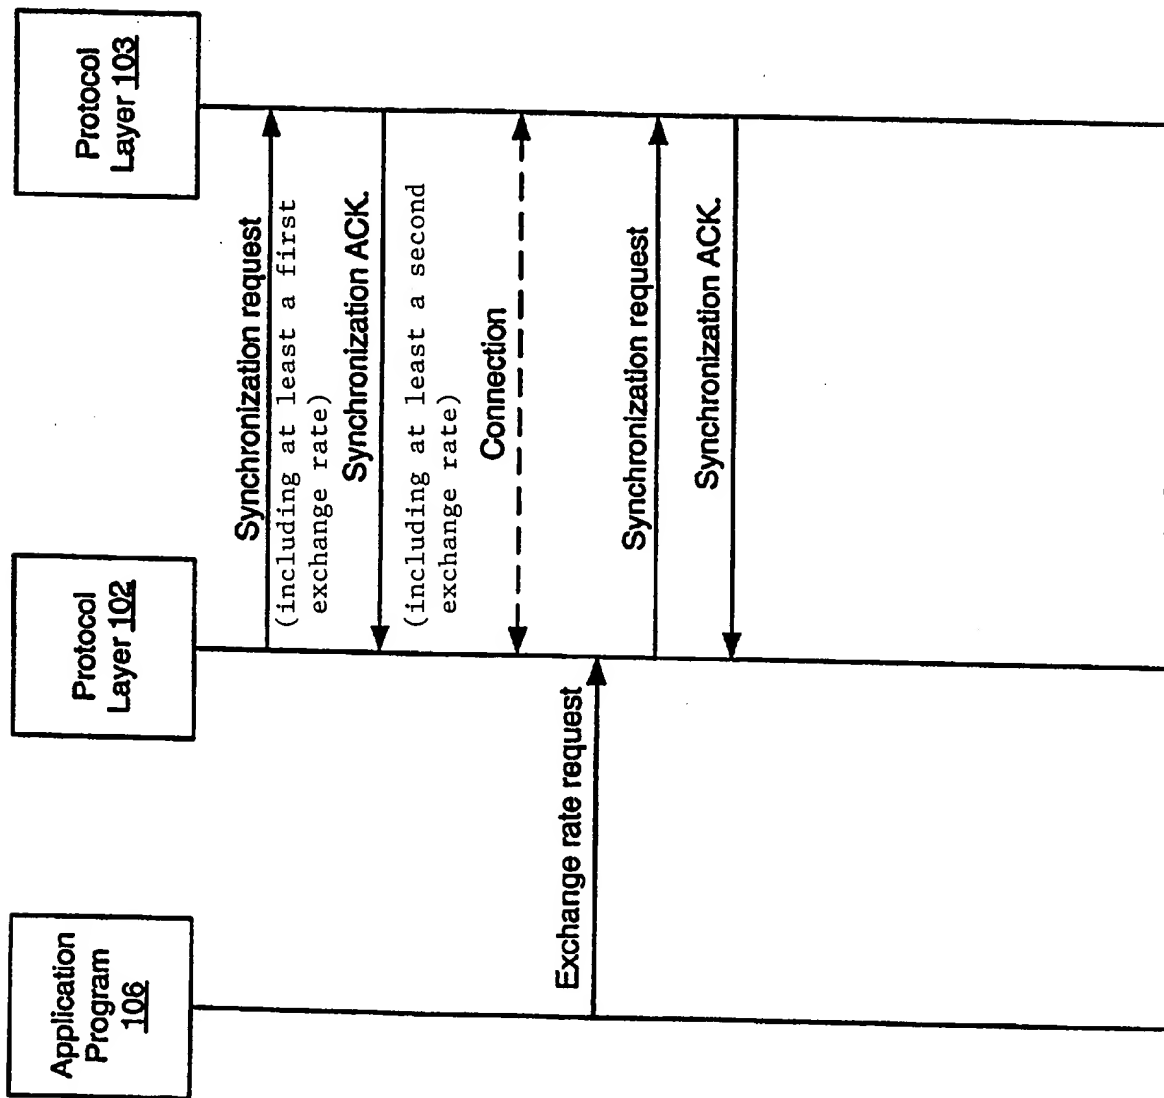 Application
Program
106
Protocol
Layer 102
Protocol
Layer 103
Synchronization request
(including at least a first
exchange rate)
Synchronization ACK.
(including at least a second
exchange rate)
Connection
Exchange rate request
Synchronization request
Synchronization ACK.